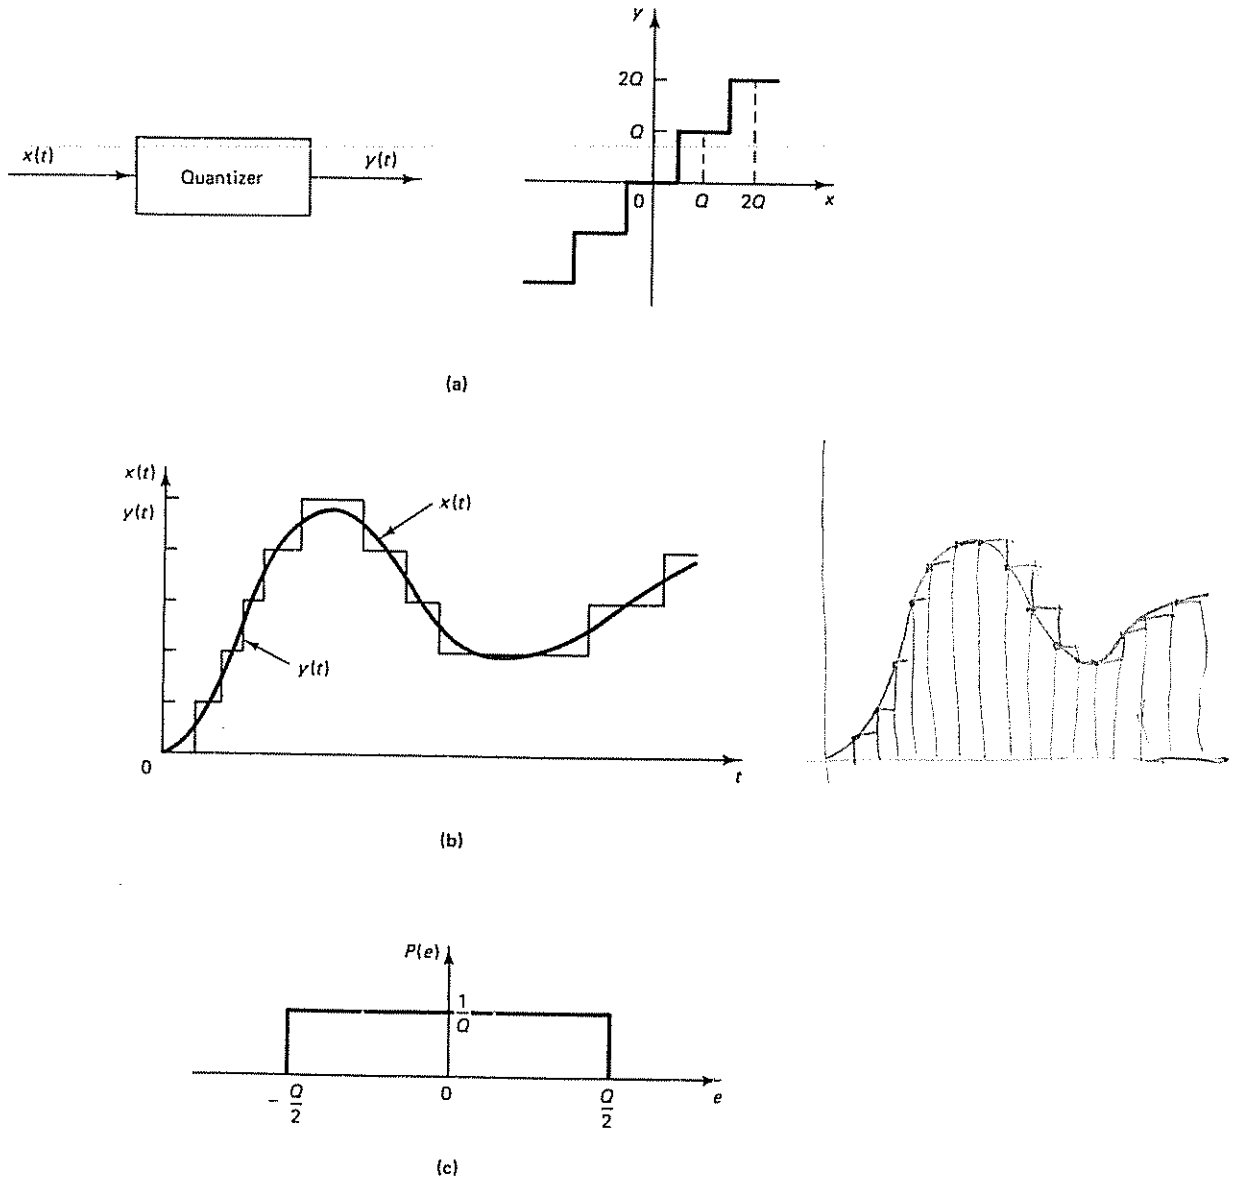 y
2Q
Q
x(t)
Quantizer
y(t)
0
Q
2Q
x
(a)
x(t)
y(t)
x(t)
y(t)
0
t
(b)
P(e)
1
Q
- Q
2
0
Q
2
e
(c)